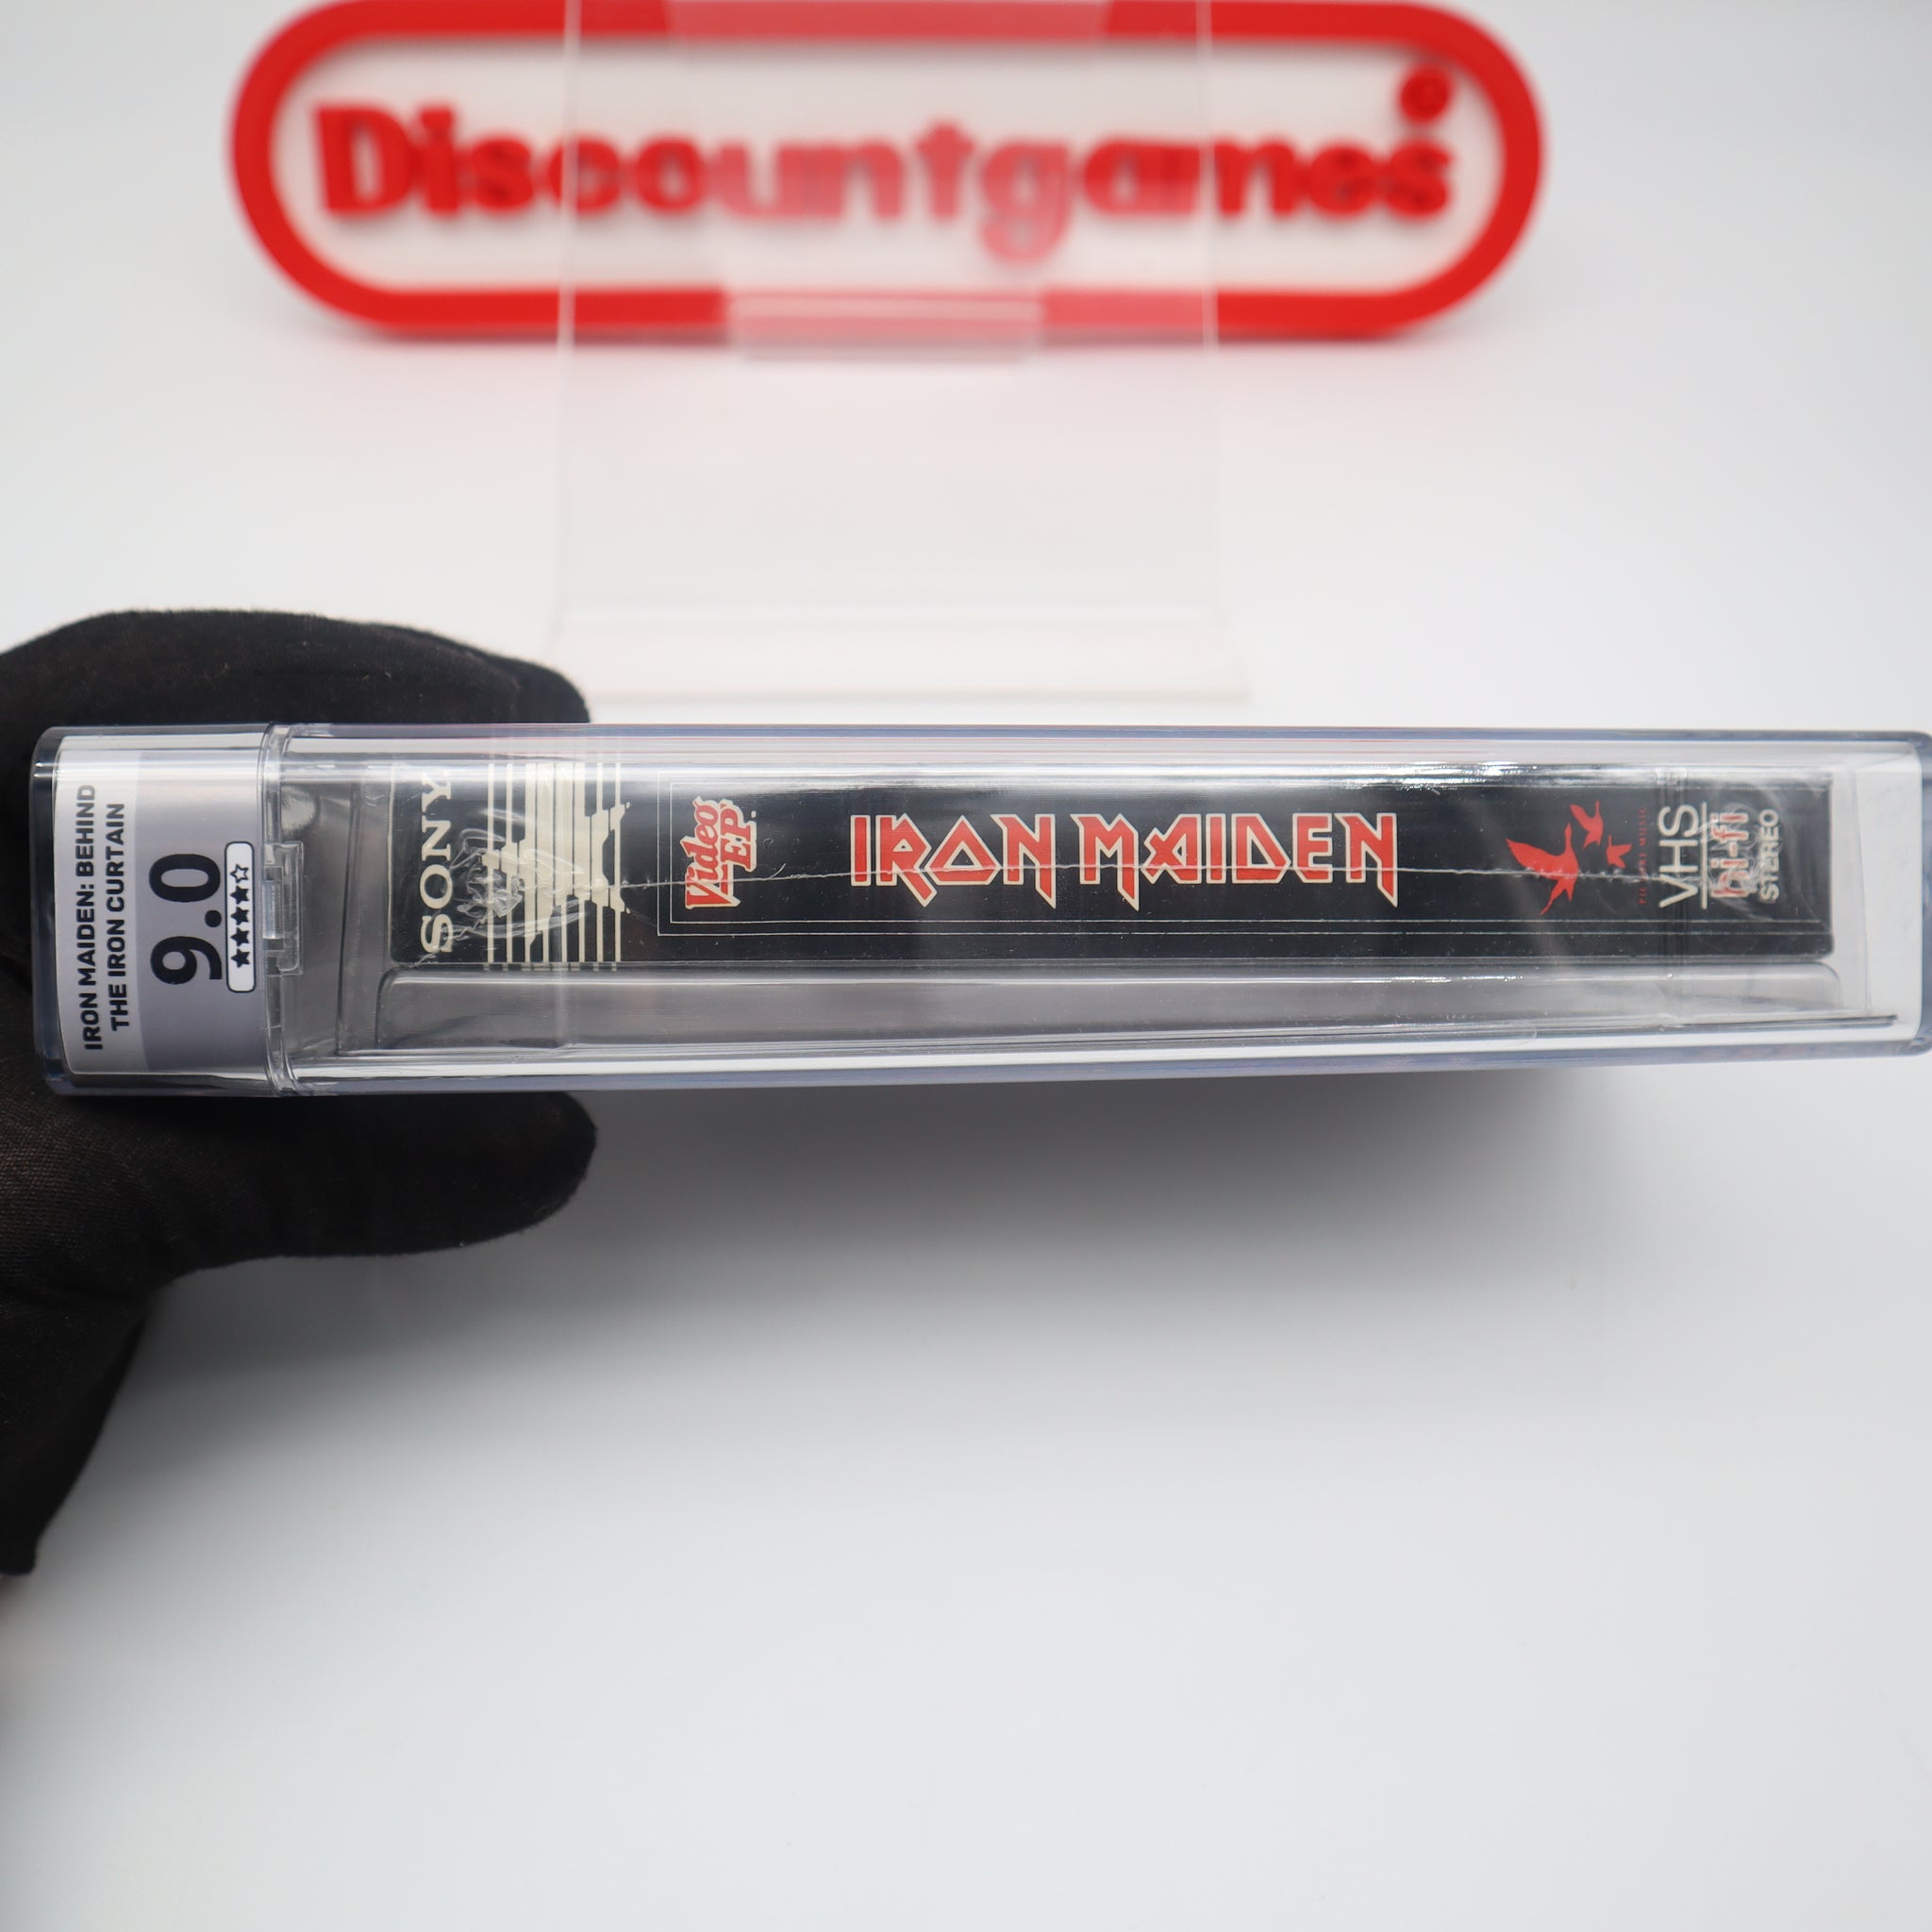 Discountgames
©
IRON MAIDEN: BEHIND
THE IRON CURTAIN
9.0
★★★★☆
SONY
Video
EP
IRON MAIDEN
VHS
hi-fi
STEREO